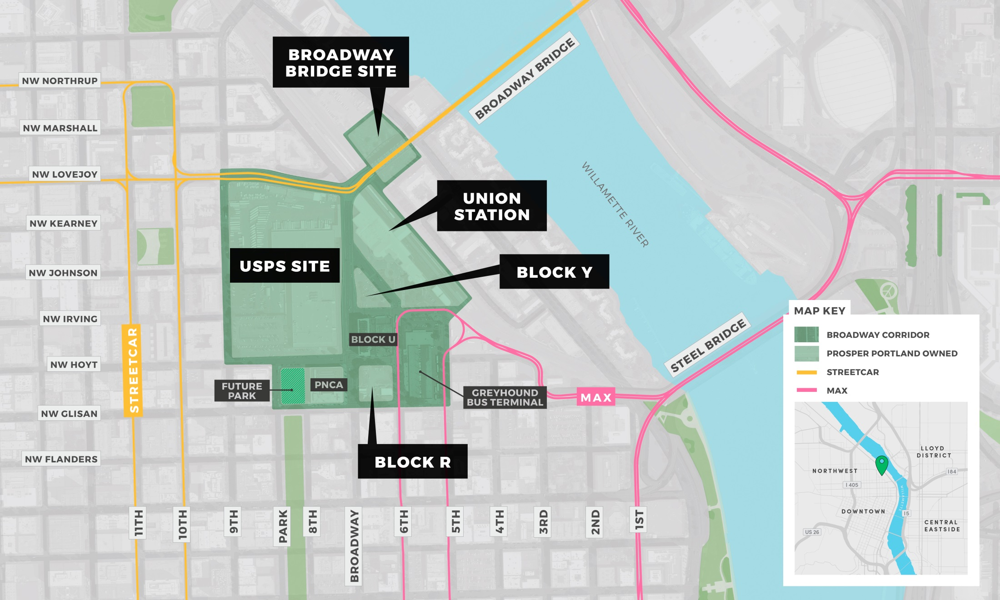 BROADWAY
BRIDGE SITE
BROADWAY BRIDGE
NW NORTHRUP
NW MARSHALL
NW LOVEJOY
NW KEARNEY
NW JOHNSON
NW IRVING
NW HOYT
NW GLISAN
NW FLANDERS
STREETCAR
UNION
STATION
WILLAMETTE RIVER
USPS SITE
BLOCK Y
BLOCK U
STEEL BRIDGE
FUTURE
PARK
PNCA
GREYHOUND
BUS TERMINAL
MAX
BLOCK R
11TH
10TH
9TH
PARK
8TH
BROADWAY
6TH
5TH
4TH
3RD
2ND
1ST
MAP KEY
BROADWAY CORRIDOR
PROSPER PORTLAND OWNED
STREETCAR
MAX
LLOYD
DISTRICT
NORTHWEST
I 84
I 405
WILLAMETTE
DOWNTOWN
I 5
CENTRAL
EASTSIDE
US 26